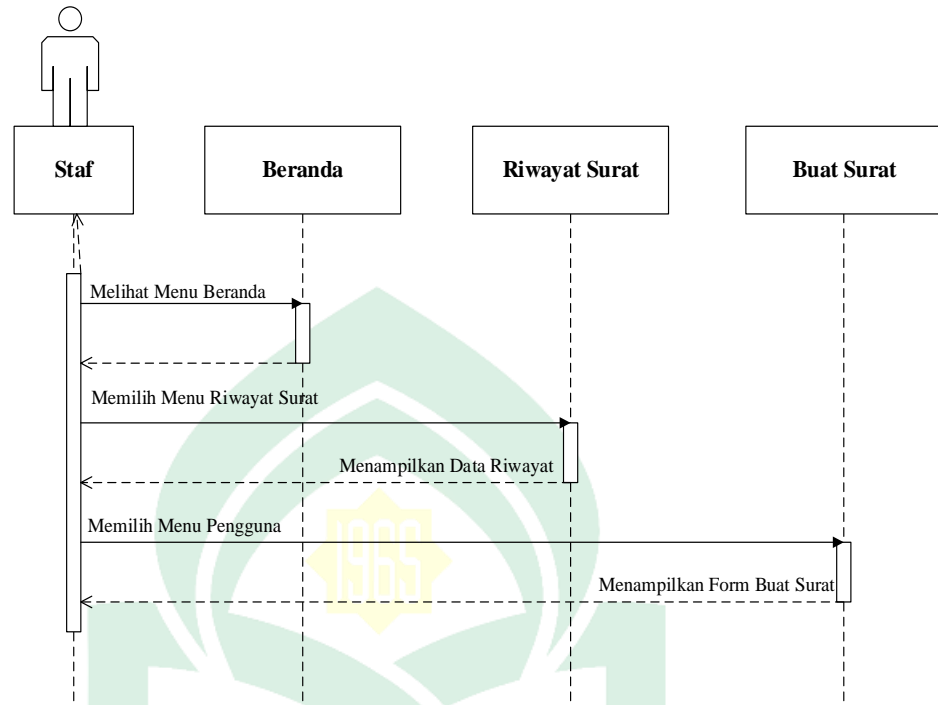 Staf
Beranda
Riwayat Surat
Buat Surat
Melihat Menu Beranda
Memilih Menu Riwayat Surat
Menampilkan Data Riwayat
Memilih Menu Pengguna
1965
Menampilkan Form Buat Surat